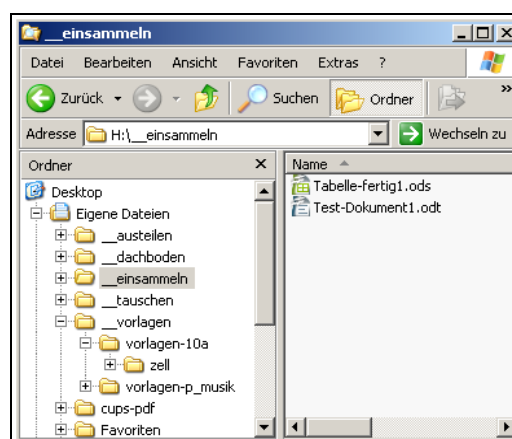 __einsammeln
Datei Bearbeiten Ansicht Favoriten Extras ?
Zurück Suchen Ordner »
Adresse H:\__einsammeln Wechseln zu
Ordner x Name
Desktop
Eigene Dateien
__austeilen
__dachboden
__einsammeln
__tauschen
__vorlagen
vorlagen-10a
zell
vorlagen-p_musik
cups-pdf
Favoriten
Tabelle-fertig1.ods
Test-Dokument1.odt